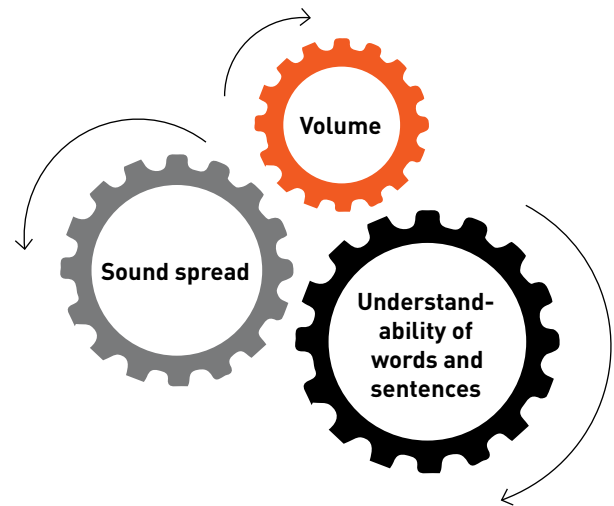 Volume
Sound spread
Understand-
ability of
words and
sentences